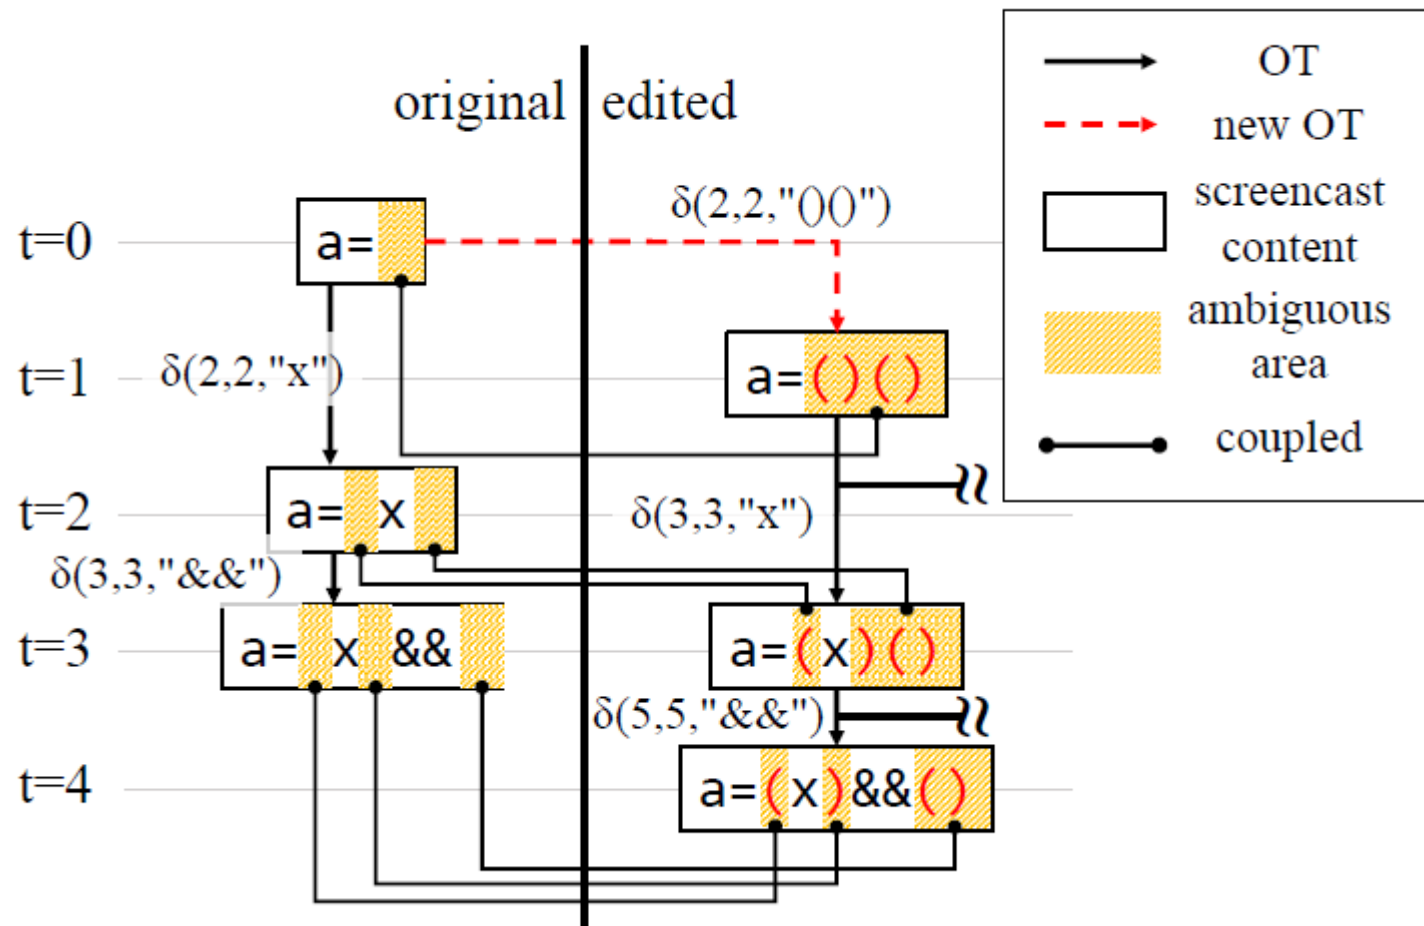 original
edited
t=0
a=
δ(2,2,"()()")
t=1
δ(2,2,"x")
a=()()
t=2
a= x
δ(3,3,"x")
δ(3,3,"&&")
t=3
a= x &&
a=(x)()
δ(5,5,"&&")
t=4
a=(x)&&()
OT
new OT
screencast
content
ambiguous
area
coupled